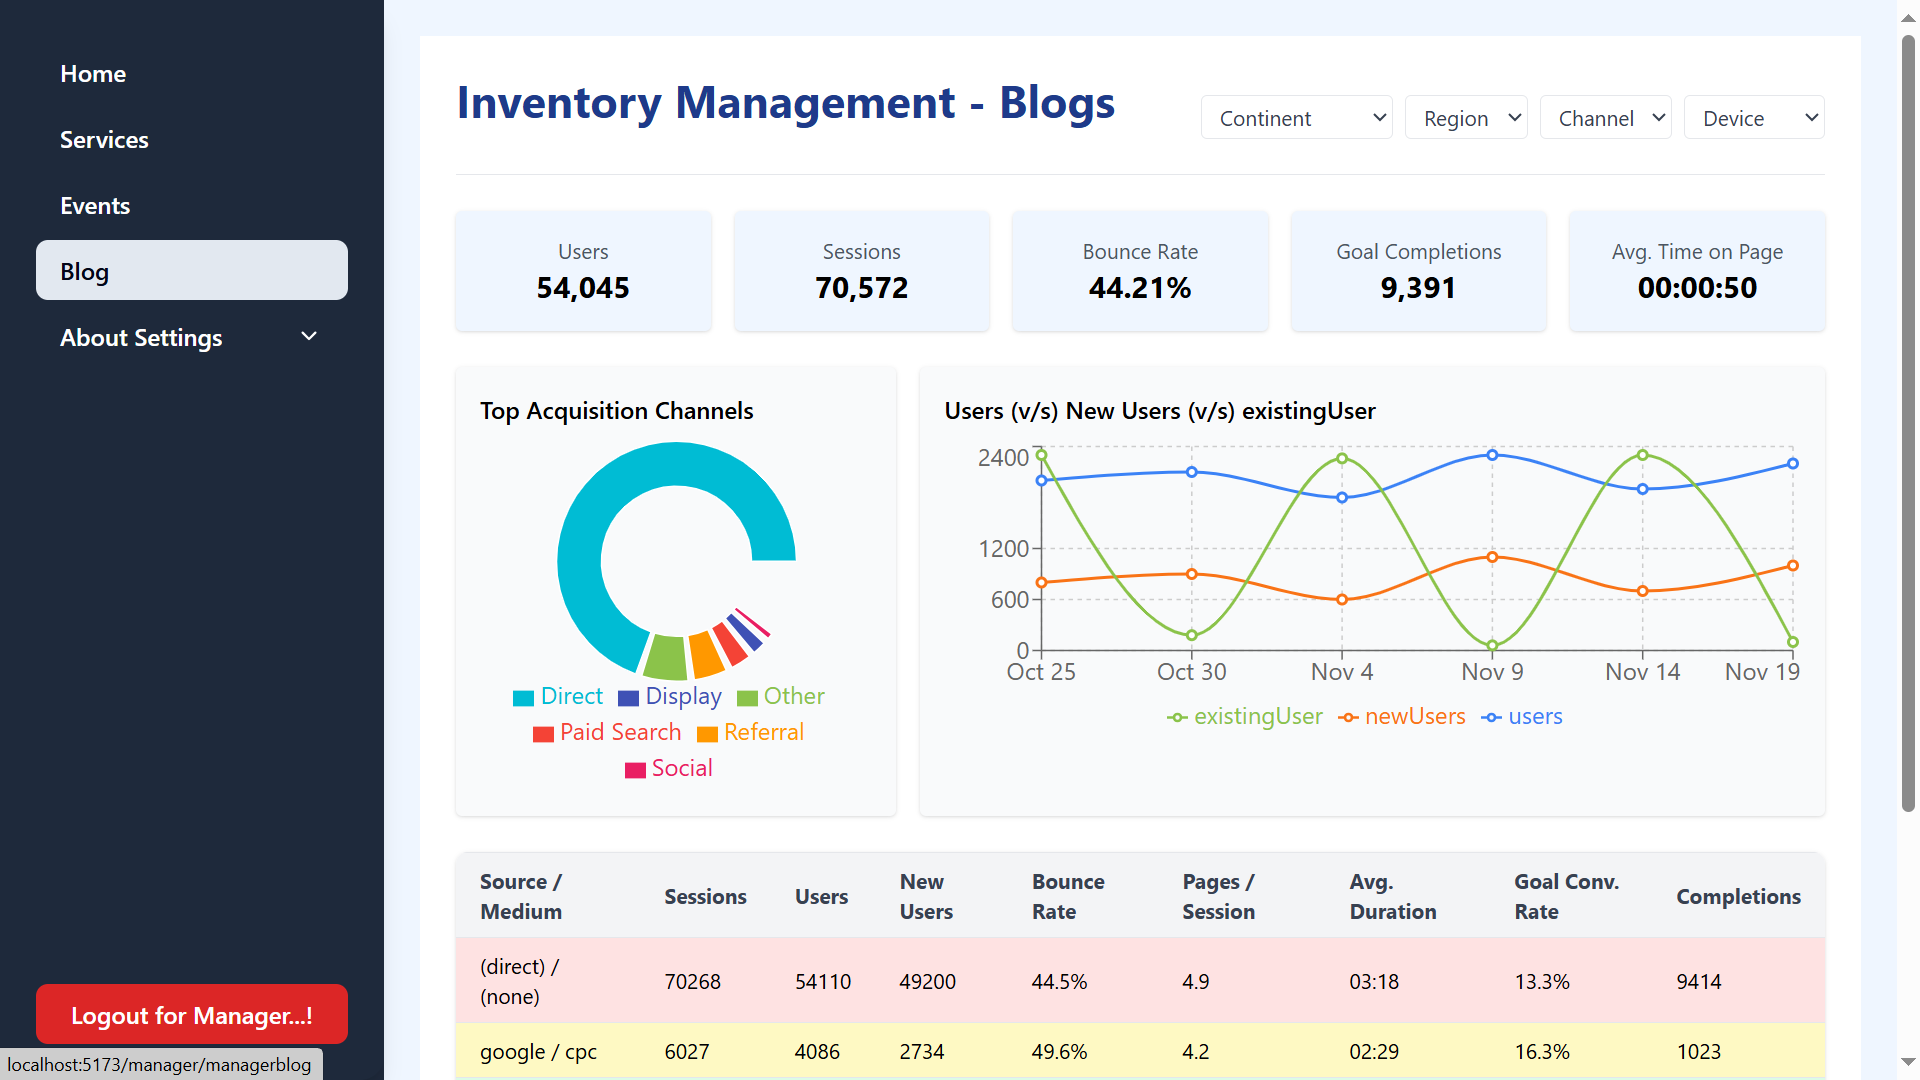 Home
Services
Events
Blog
About Settings
Logout for Manager...!
localhost:5173/manager/managerblog
Inventory Management - Blogs
Continent
Region
Channel
Device
Users
54,045
Sessions
70,572
Bounce Rate
44.21%
Goal Completions
9,391
Avg. Time on Page
00:00:50
Top Acquisition Channels
Direct Display Other
Paid Search Referral
Social
Users (v/s) New Users (v/s) existingUser
2400
1200
600
0
Oct 25 Oct 30 Nov 4 Nov 9 Nov 14 Nov 19
existingUser newUsers users
Source / Medium Sessions Users New Users Bounce Rate Pages / Session Avg. Duration Goal Conv. Rate Completions
(direct) / (none) 70268 54110 49200 44.5% 4.9 03:18 13.3% 9414
google / cpc 6027 4086 2734 49.6% 4.2 02:29 16.3% 1023